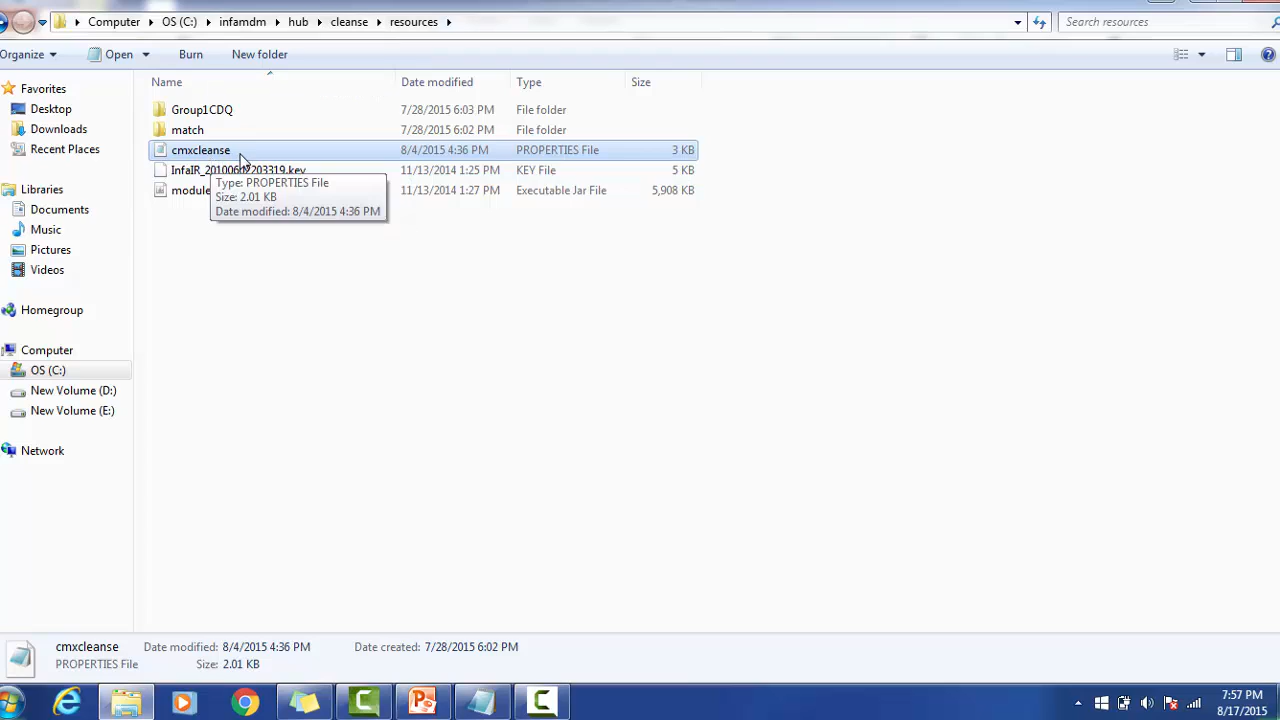 Computer ▸ OS (C:) ▸ infamdm ▸ hub ▸ cleanse ▸ resources ▸
Search resources
Organize Open Burn New folder
Name Date modified Type Size
Group1CDQ 7/28/2015 6:03 PM File folder
match 7/28/2015 6:02 PM File folder
cmxcleanse 8/4/2015 4:36 PM PROPERTIES File 3 KB
11/13/2014 1:25 PM KEY File 5 KB
11/13/2014 1:27 PM Executable Jar File 5,908 KB
Type: PROPERTIES File
Size: 2.01 KB
Date modified: 8/4/2015 4:36 PM
Favorites
Desktop
Downloads
Recent Places
Libraries
Documents
Music
Pictures
Videos
Homegroup
Computer
OS (C:)
New Volume (D:)
New Volume (E:)
Network
cmxcleanse Date modified: 8/4/2015 4:36 PM Date created: 7/28/2015 6:02 PM
PROPERTIES File Size: 2.01 KB
7:57 PM
8/17/2015